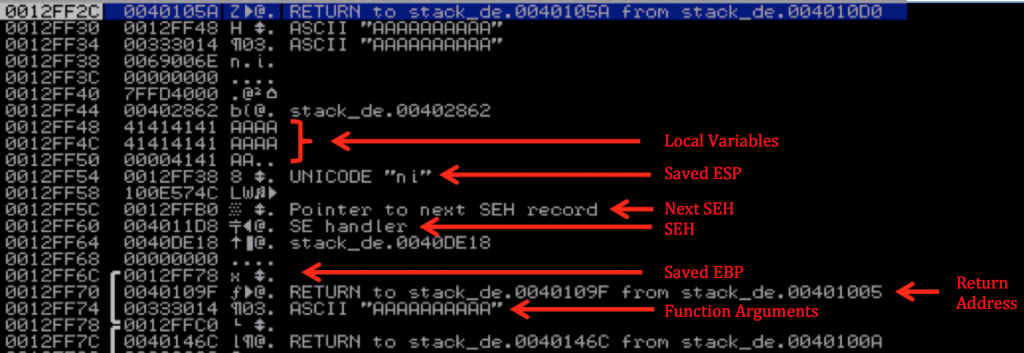 0012FF2C 0040105A Z▶@. RETURN to stack_de.0040105A from stack_de.004010D0
0012FF30 0012FF48 H ‡. ASCII "AAAAAAAAAA"
0012FF34 00333014 ¶03. ASCII "AAAAAAAAAA"
0012FF38 0069006E n.i.
0012FF3C 00000000 ....
0012FF40 7FFD4000 .@²⌂
0012FF44 00402862 b(@. stack_de.00402862
0012FF48 41414141 AAAA
0012FF4C 41414141 AAAA Local Variables
0012FF50 00004141 AA..
0012FF54 0012FF38 8 ‡. UNICODE "ni" Saved ESP
0012FF58 100E574C LW♫▶
0012FF5C 0012FFB0 ░ ‡. Pointer to next SEH record Next SEH
0012FF60 004011D8 ╪◀@. SE handler SEH
0012FF64 0040DE18 ↑▐@. stack_de.0040DE18
0012FF68 00000000 ....
0012FF6C 0012FF78 x ‡. Saved EBP
0012FF70 0040109F ƒ▶@. RETURN to stack_de.0040109F from stack_de.00401005 Return Address
0012FF74 00333014 ¶03. ASCII "AAAAAAAAAA" Function Arguments
0012FF78 0012FFC0 └ ‡.
0012FF7C 0040146C l¶@. RETURN to stack_de.0040146C from stack_de.0040100A